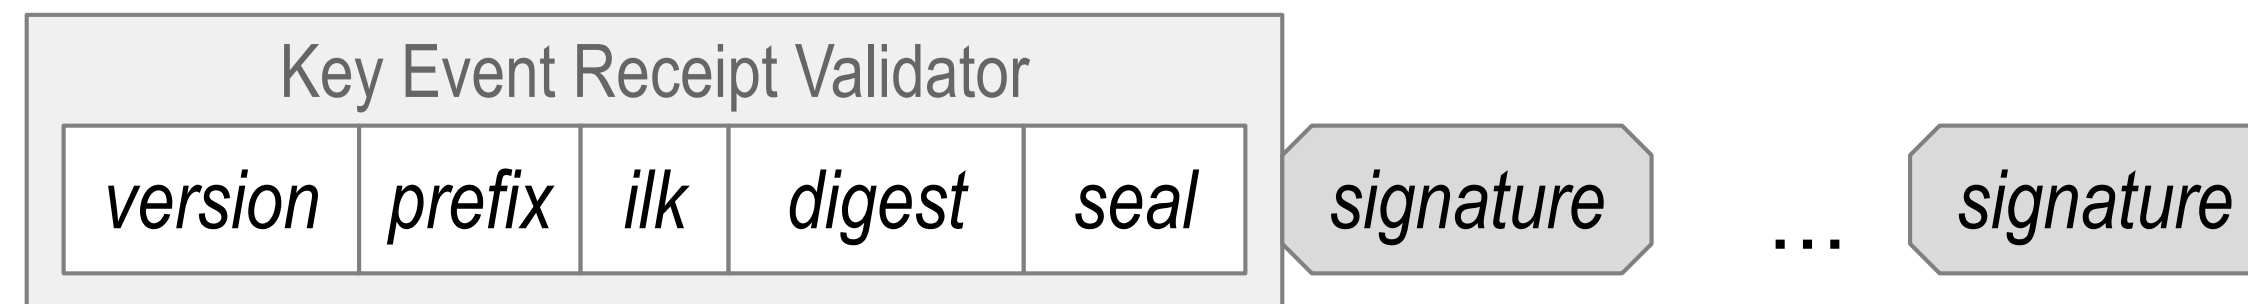 Key Event Receipt Validator
version prefix ilk digest seal signature ... signature